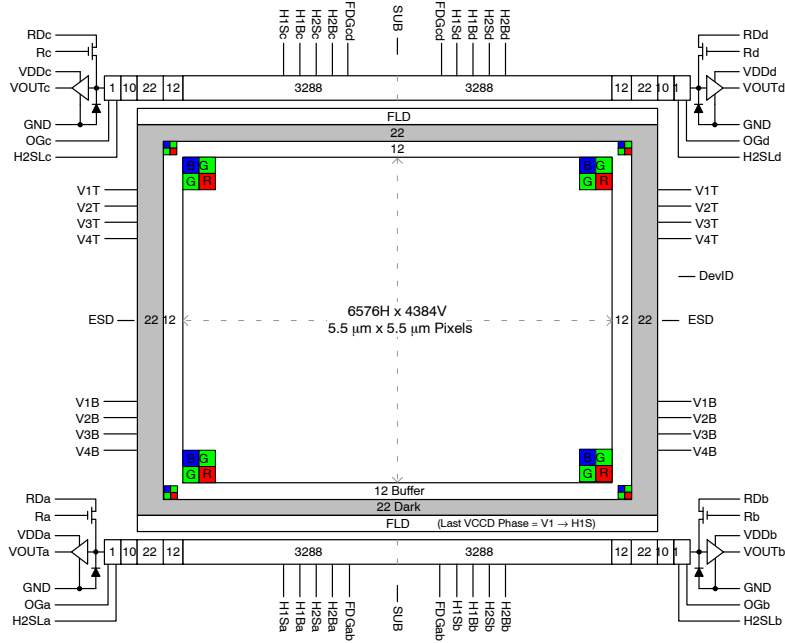 H1Sc
H1Bc
H2Sc
H2Bc
FDGcd
SUB
FDGcd
H1Sd
H1Bd
H2Sd
H2Bd
RDc
Rc
VDDc
VOUTc
GND
OGc
H2SLc
RDd
Rd
VDDd
VOUTd
GND
OGd
H2SLd
1 10 22 12 3288 3288 12 22 10 1
FLD
22
12
B G
G R
B G
G R
V1T
V2T
V3T
V4T
V1T
V2T
V3T
V4T
DevID
ESD
22 12
6576H x 4384V
5.5 μm x 5.5 μm Pixels
12 22
ESD
V1B
V2B
V3B
V4B
V1B
V2B
V3B
V4B
B G
G R
B G
G R
12 Buffer
22 Dark
FLD (Last VCCD Phase = V1 → H1S)
RDa
Ra
VDDa
VOUTa
GND
OGa
H2SLa
RDb
Rb
VDDb
VOUTb
GND
OGb
H2SLb
1 10 22 12 3288 3288 12 22 10 1
H1Sa
H1Ba
H2Sa
H2Ba
FDGab
SUB
FDGab
H1Sb
H1Bb
H2Sb
H2Bb